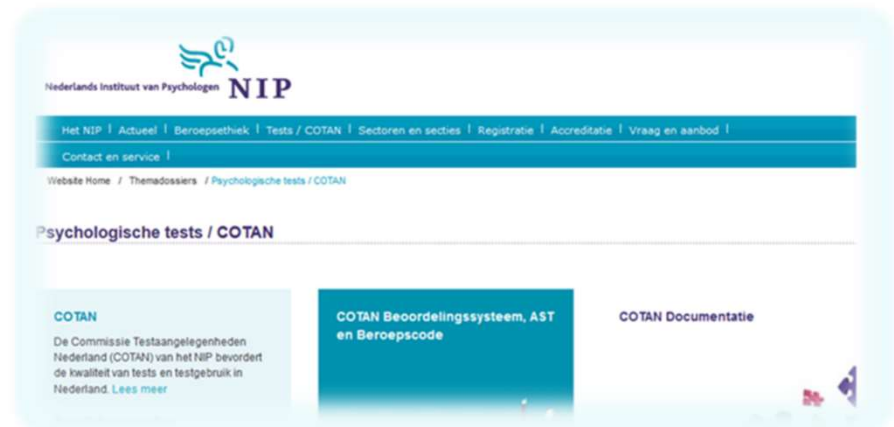 Nederlands Instituut van Psychologen NIP
Het NIP | Actueel | Beroepsethiek | Tests / COTAN | Sectoren en secties | Registratie | Accreditatie | Vraag en aanbod |
Contact en service |
Website Home / Themadossiers / Psychologische tests / COTAN
Psychologische tests / COTAN
COTAN
De Commissie Testaangelegenheden
Nederland (COTAN) van het NIP bevordert
de kwaliteit van tests en testgebruik in
Nederland. Lees meer
COTAN Beoordelingssysteem, AST
en Beroepscode
COTAN Documentatie